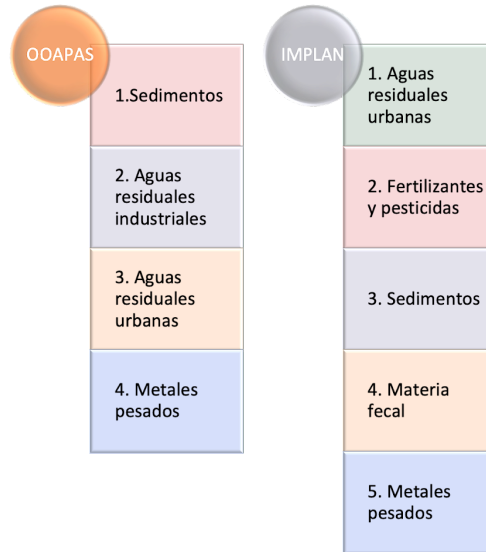 OOAPAS
1.Sedimentos
2. Aguas
residuales
industriales
3. Aguas
residuales
urbanas
4. Metales
pesados
IMPLAN
1. Aguas
residuales
urbanas
2. Fertilizantes
y pesticidas
3. Sedimentos
4. Materia
fecal
5. Metales
pesados